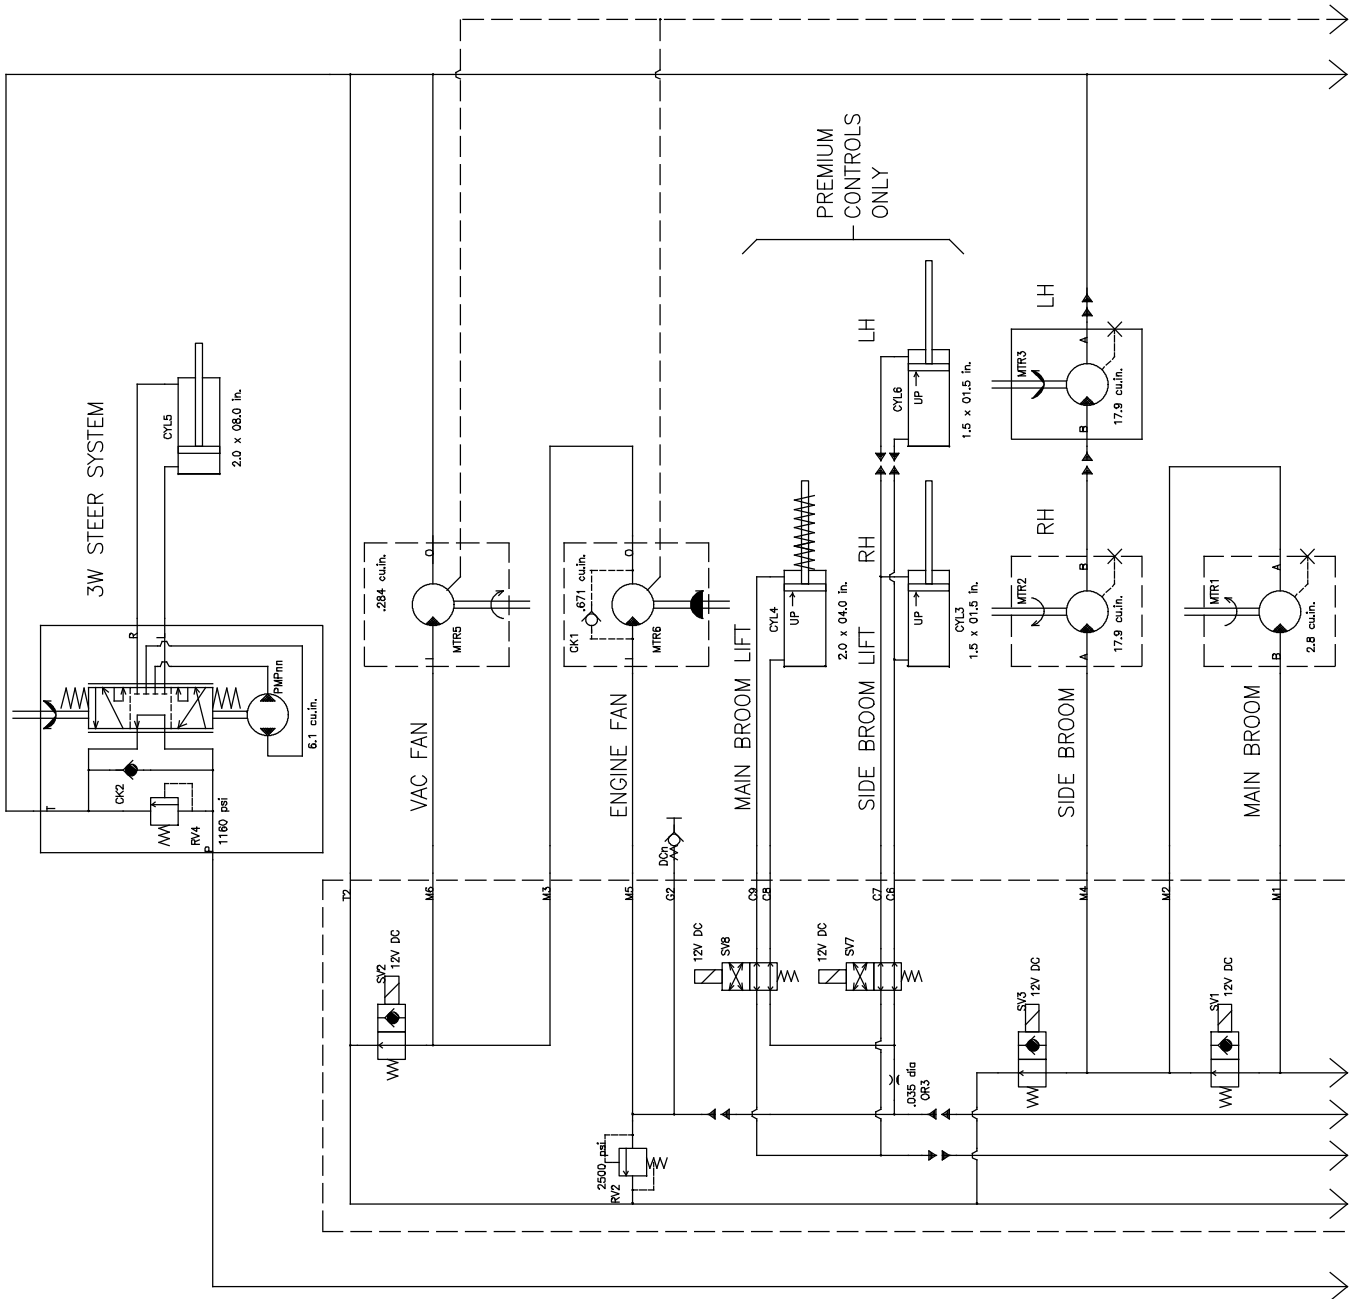 PREMIUM
CONTROLS
ONLY
3W STEER SYSTEM
CYL5
2.0 x 08.0 in.
R
L
PMPnn
6.1 cu.in.
T
CK2
RV4
1160 psi
P
VAC FAN
.284 cu.in.
O
MTR5
I
ENGINE FAN
.671 cu.in.
O
CK1
MTR6
I
MAIN BROOM LIFT
CYL4
UP
2.0 x 04.0 in.
SIDE BROOM LIFT
RH
LH
CYL6
UP
1.5 x 01.5 in.
UP
CYL3
1.5 x 01.5 in.
SIDE BROOM
RH
LH
MTR3
A
B
17.9 cu.in.
MTR2
B
A
17.9 cu.in.
MAIN BROOM
MTR1
A
B
2.8 cu.in.
DCn
T2
M6
M3
M5
G2
C9
C8
C7
C6
M4
M2
M1
SV2
12V DC
12V DC
SV8
12V DC
SV7
SV3
12V DC
SV1
12V DC
.035 dia
OR3
2500 psi
RV2